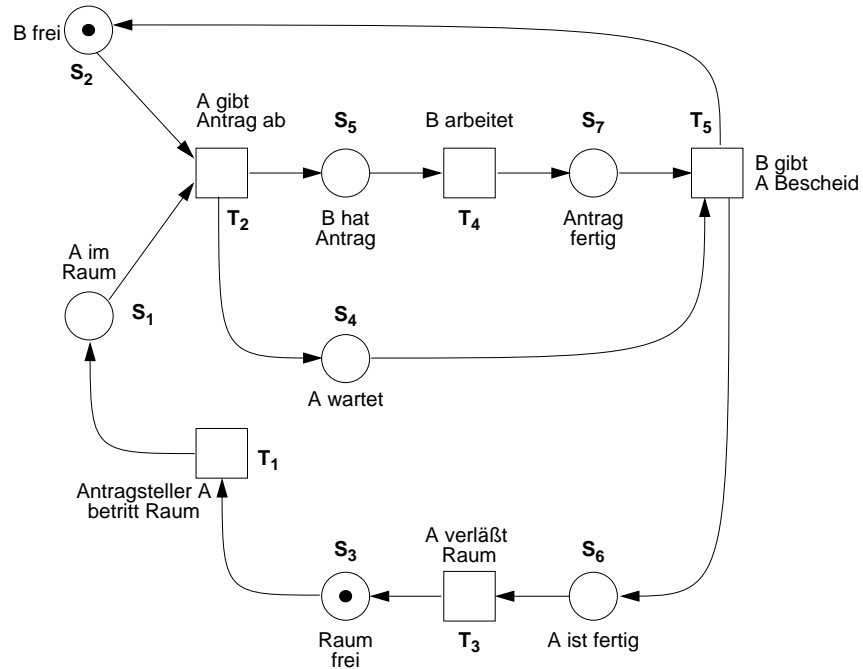 B frei
S2
A gibt
Antrag ab
S5
B arbeitet
S7
T5
B gibt
A Bescheid
T2
B hat
Antrag
T4
Antrag
fertig
A im
Raum
S1
S4
A wartet
T1
Antragsteller A
betritt Raum
S3
A verläßt
Raum
S6
Raum
frei
T3
A ist fertig